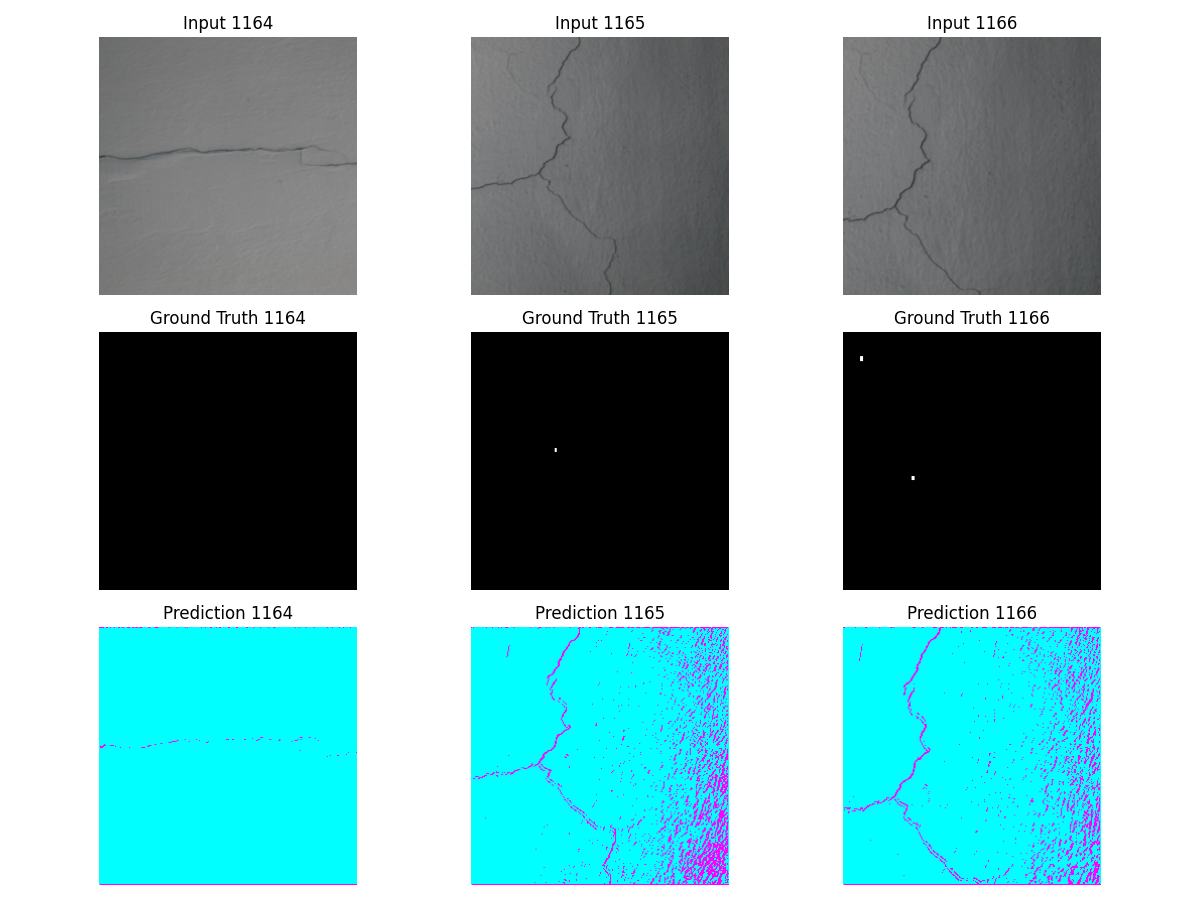 Input 1164
Input 1165
Input 1166
Ground Truth 1164
Ground Truth 1165
Ground Truth 1166
Prediction 1164
Prediction 1165
Prediction 1166